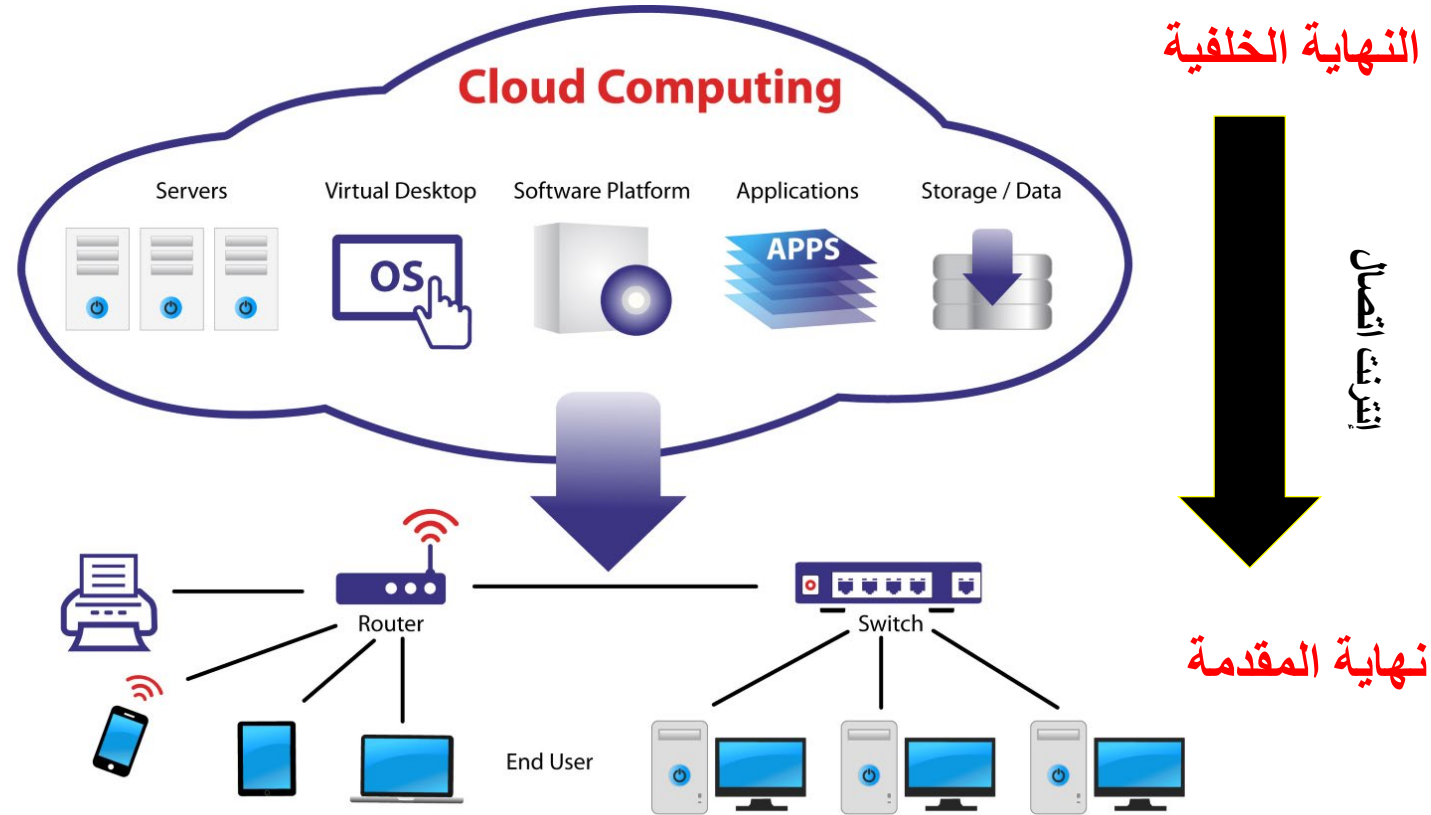 النهاية الخلفية
Cloud Computing
Servers
Virtual Desktop
Software Platform
Applications
Storage / Data
OS
APPS
إنترنت اتصال
Router
Switch
نهاية المقدمة
End User